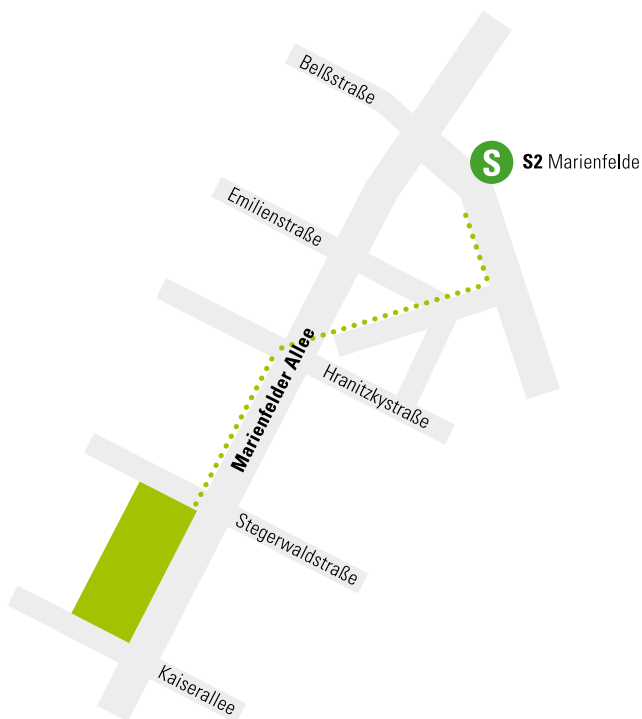 Belßstraße
S
S2 Marienfelde
Emilienstraße
Marienfelder Allee
Hranitzkystraße
Stegerwaldstraße
Kaiserallee